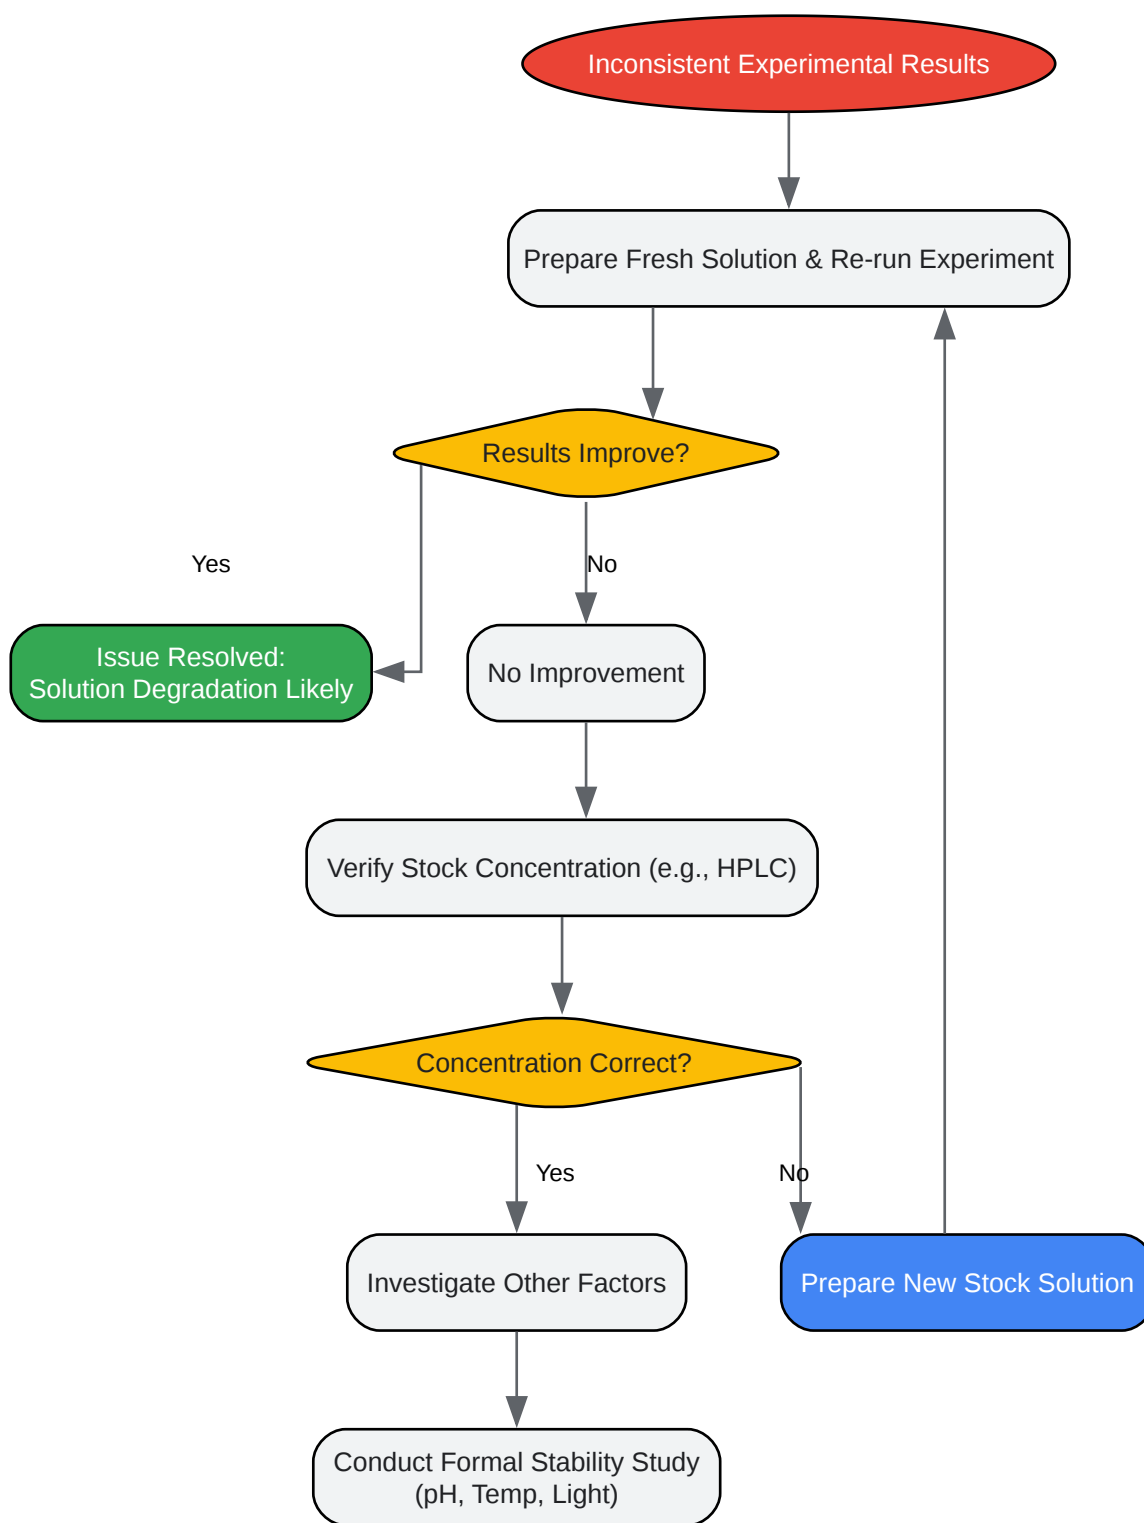 Inconsistent Experimental Results
Prepare Fresh Solution & Re-run Experiment
Results Improve?
Yes
No
Issue Resolved:
Solution Degradation Likely
No Improvement
Verify Stock Concentration (e.g., HPLC)
Concentration Correct?
Yes
No
Investigate Other Factors
Prepare New Stock Solution
Conduct Formal Stability Study
(pH, Temp, Light)